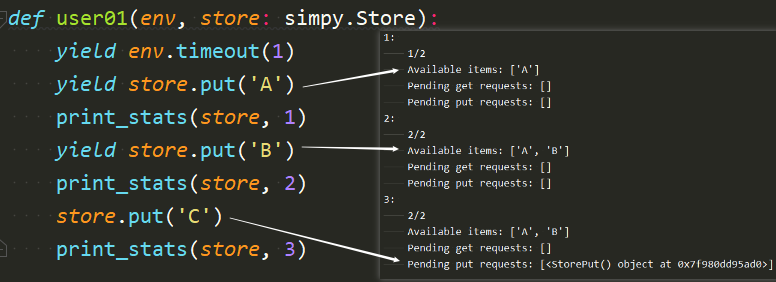 def user01(env, store: simpy.Store):
yield env.timeout(1)
yield store.put('A')
print_stats(store, 1)
yield store.put('B')
print_stats(store, 2)
store.put('C')
print_stats(store, 3)
1:
1/2
Available items: ['A']
Pending get requests: []
Pending put requests: []
2:
2/2
Available items: ['A', 'B']
Pending get requests: []
Pending put requests: []
3:
2/2
Available items: ['A', 'B']
Pending get requests: []
Pending put requests: [<StorePut() object at 0x7f980dd95ad0>]